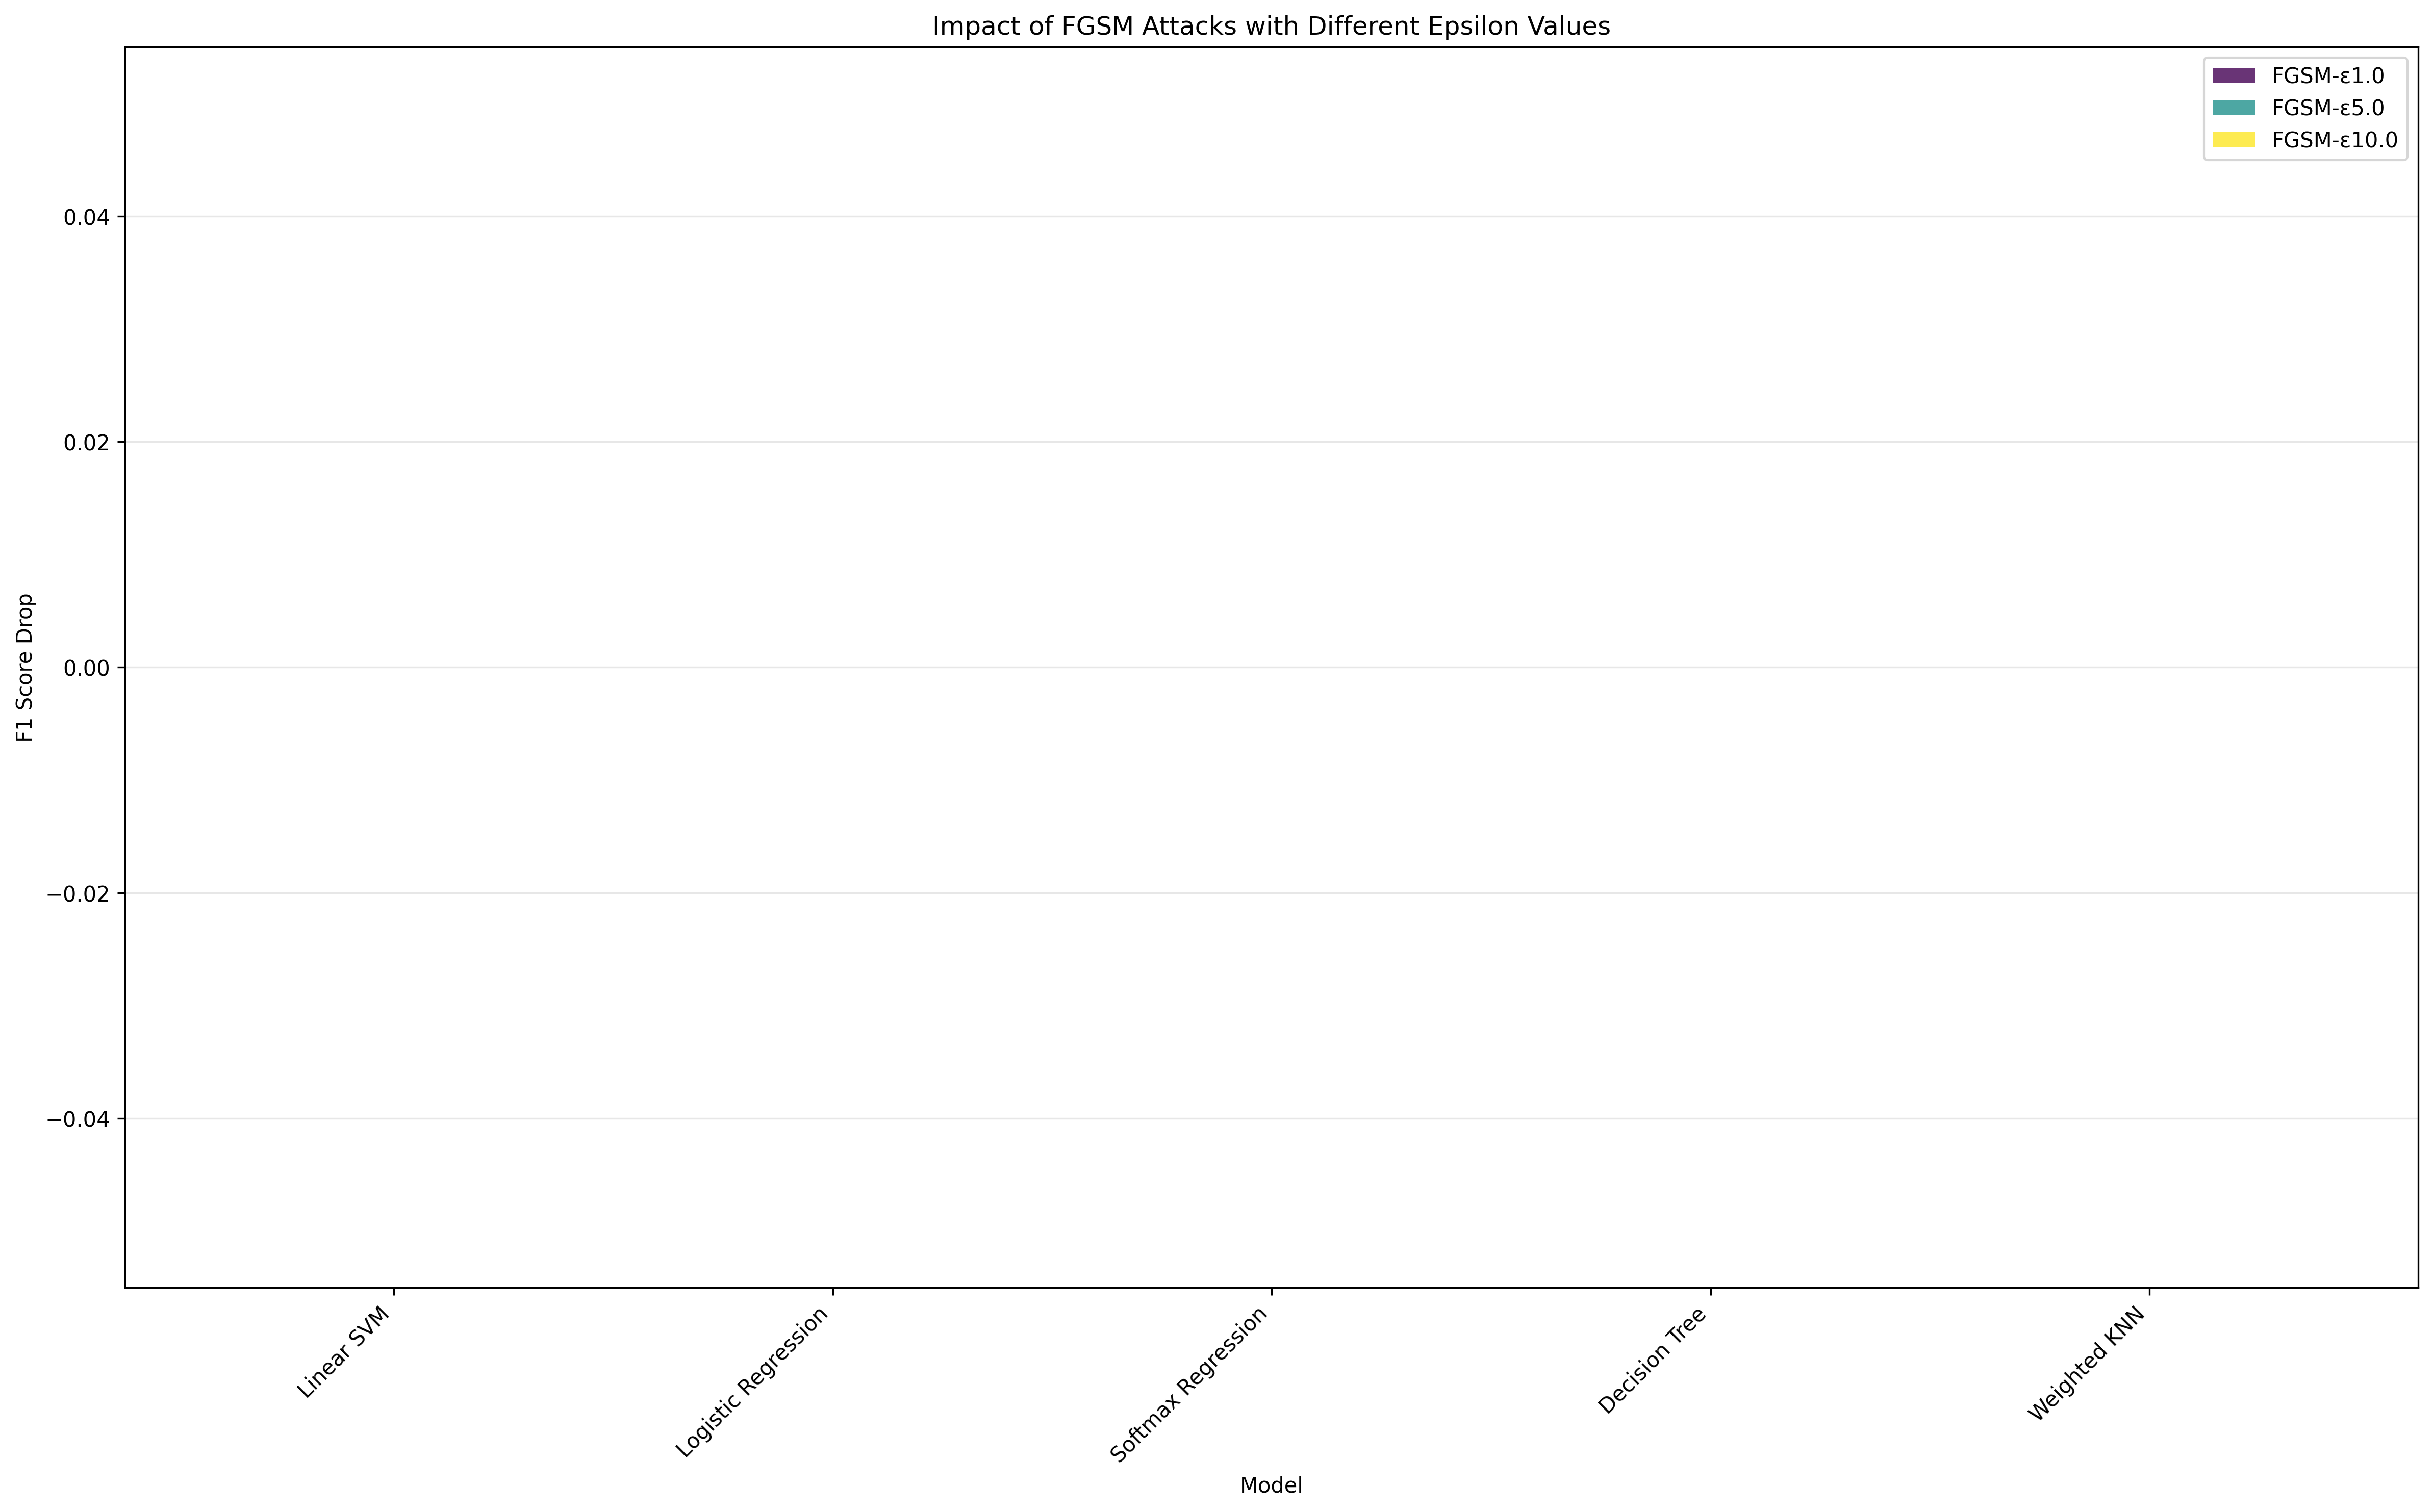 Impact of FGSM Attacks with Different Epsilon Values
FGSM-ε1.0
FGSM-ε5.0
FGSM-ε10.0
0.04
0.02
0.00
−0.02
−0.04
F1 Score Drop
Linear SVM
Logistic Regression
Softmax Regression
Decision Tree
Weighted KNN
Model